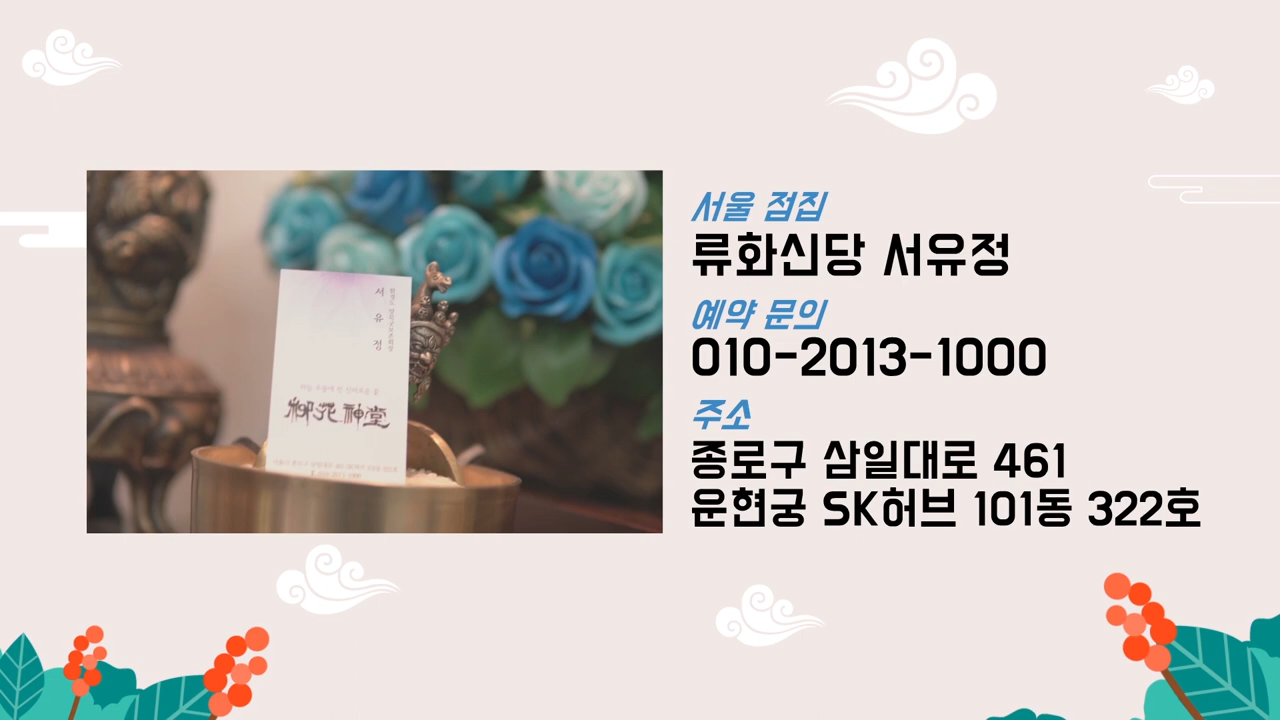 서울 점집
류화신당 서유정
예약 문의
010-2013-1000
주소
종로구 삼일대로 461
운현궁 SK허브 101동 322호
서유정
柳花神堂